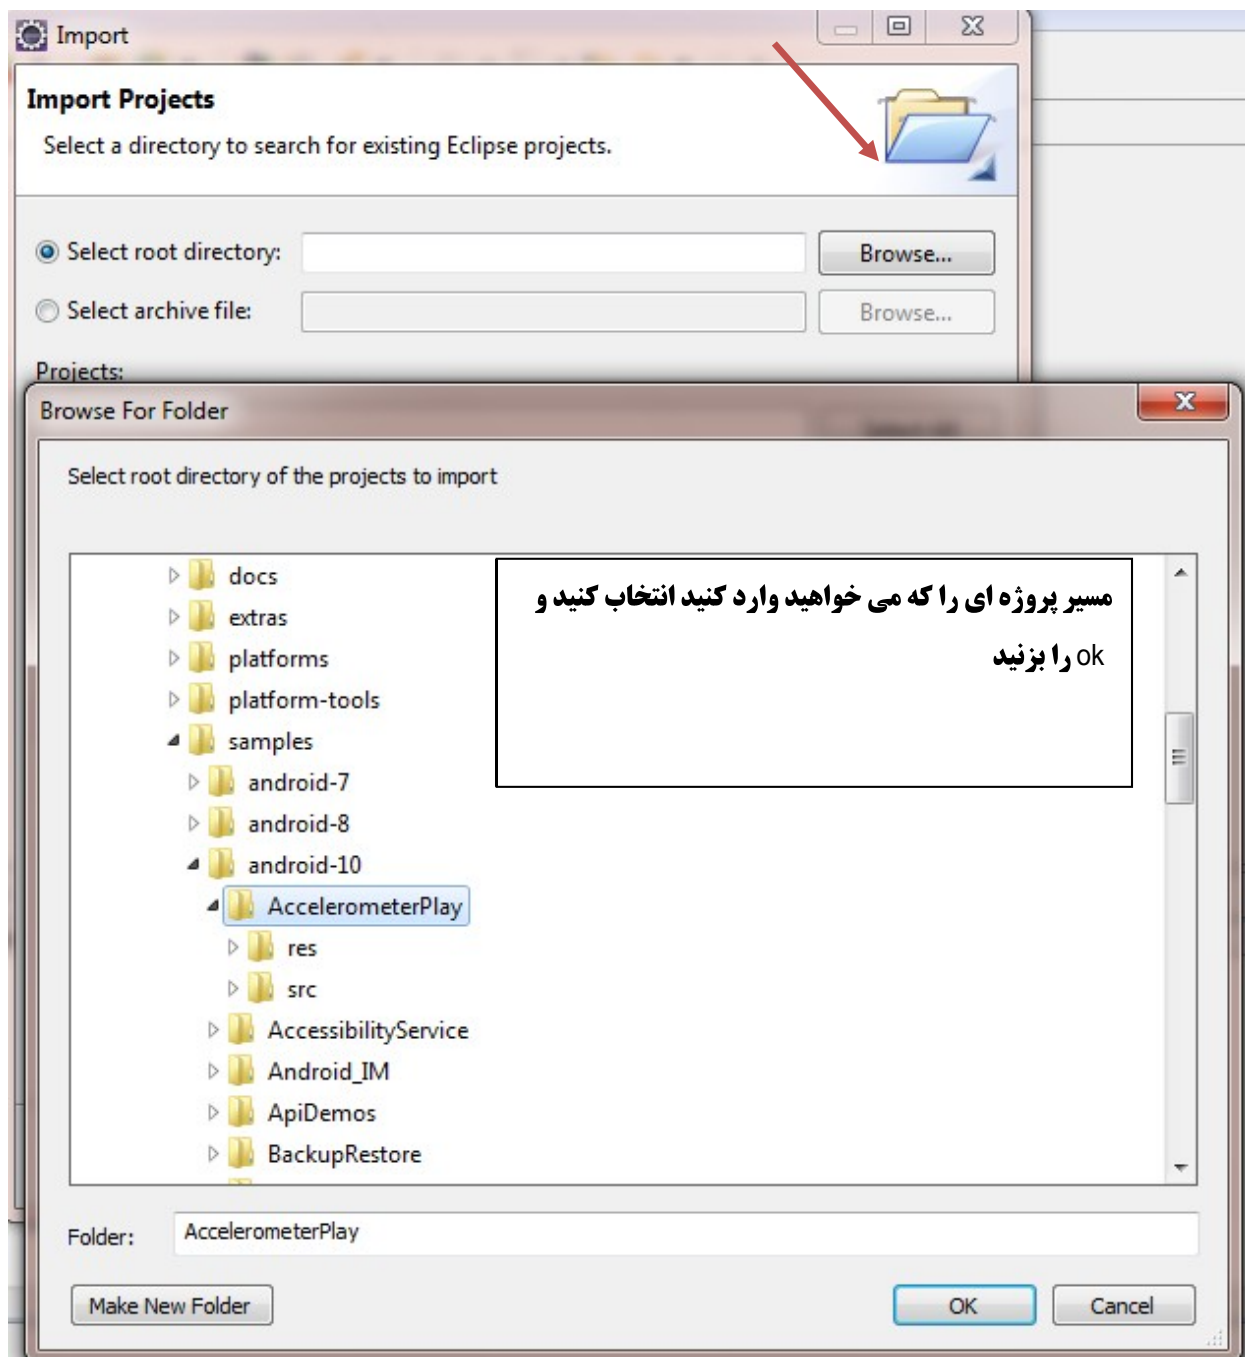 Import
Import Projects
Select a directory to search for existing Eclipse projects.
Select root directory:
Browse...
Select archive file:
Browse...
Projects:
Browse For Folder
Select root directory of the projects to import
docs
extras
platforms
platform-tools
samples
android-7
android-8
android-10
AccelerometerPlay
res
src
AccessibilityService
Android_IM
ApiDemos
BackupRestore
مسیر پروژه ای را که می خواهید وارد کنید انتخاب کنید و
ok را بزنید
Folder:
AccelerometerPlay
Make New Folder
OK
Cancel